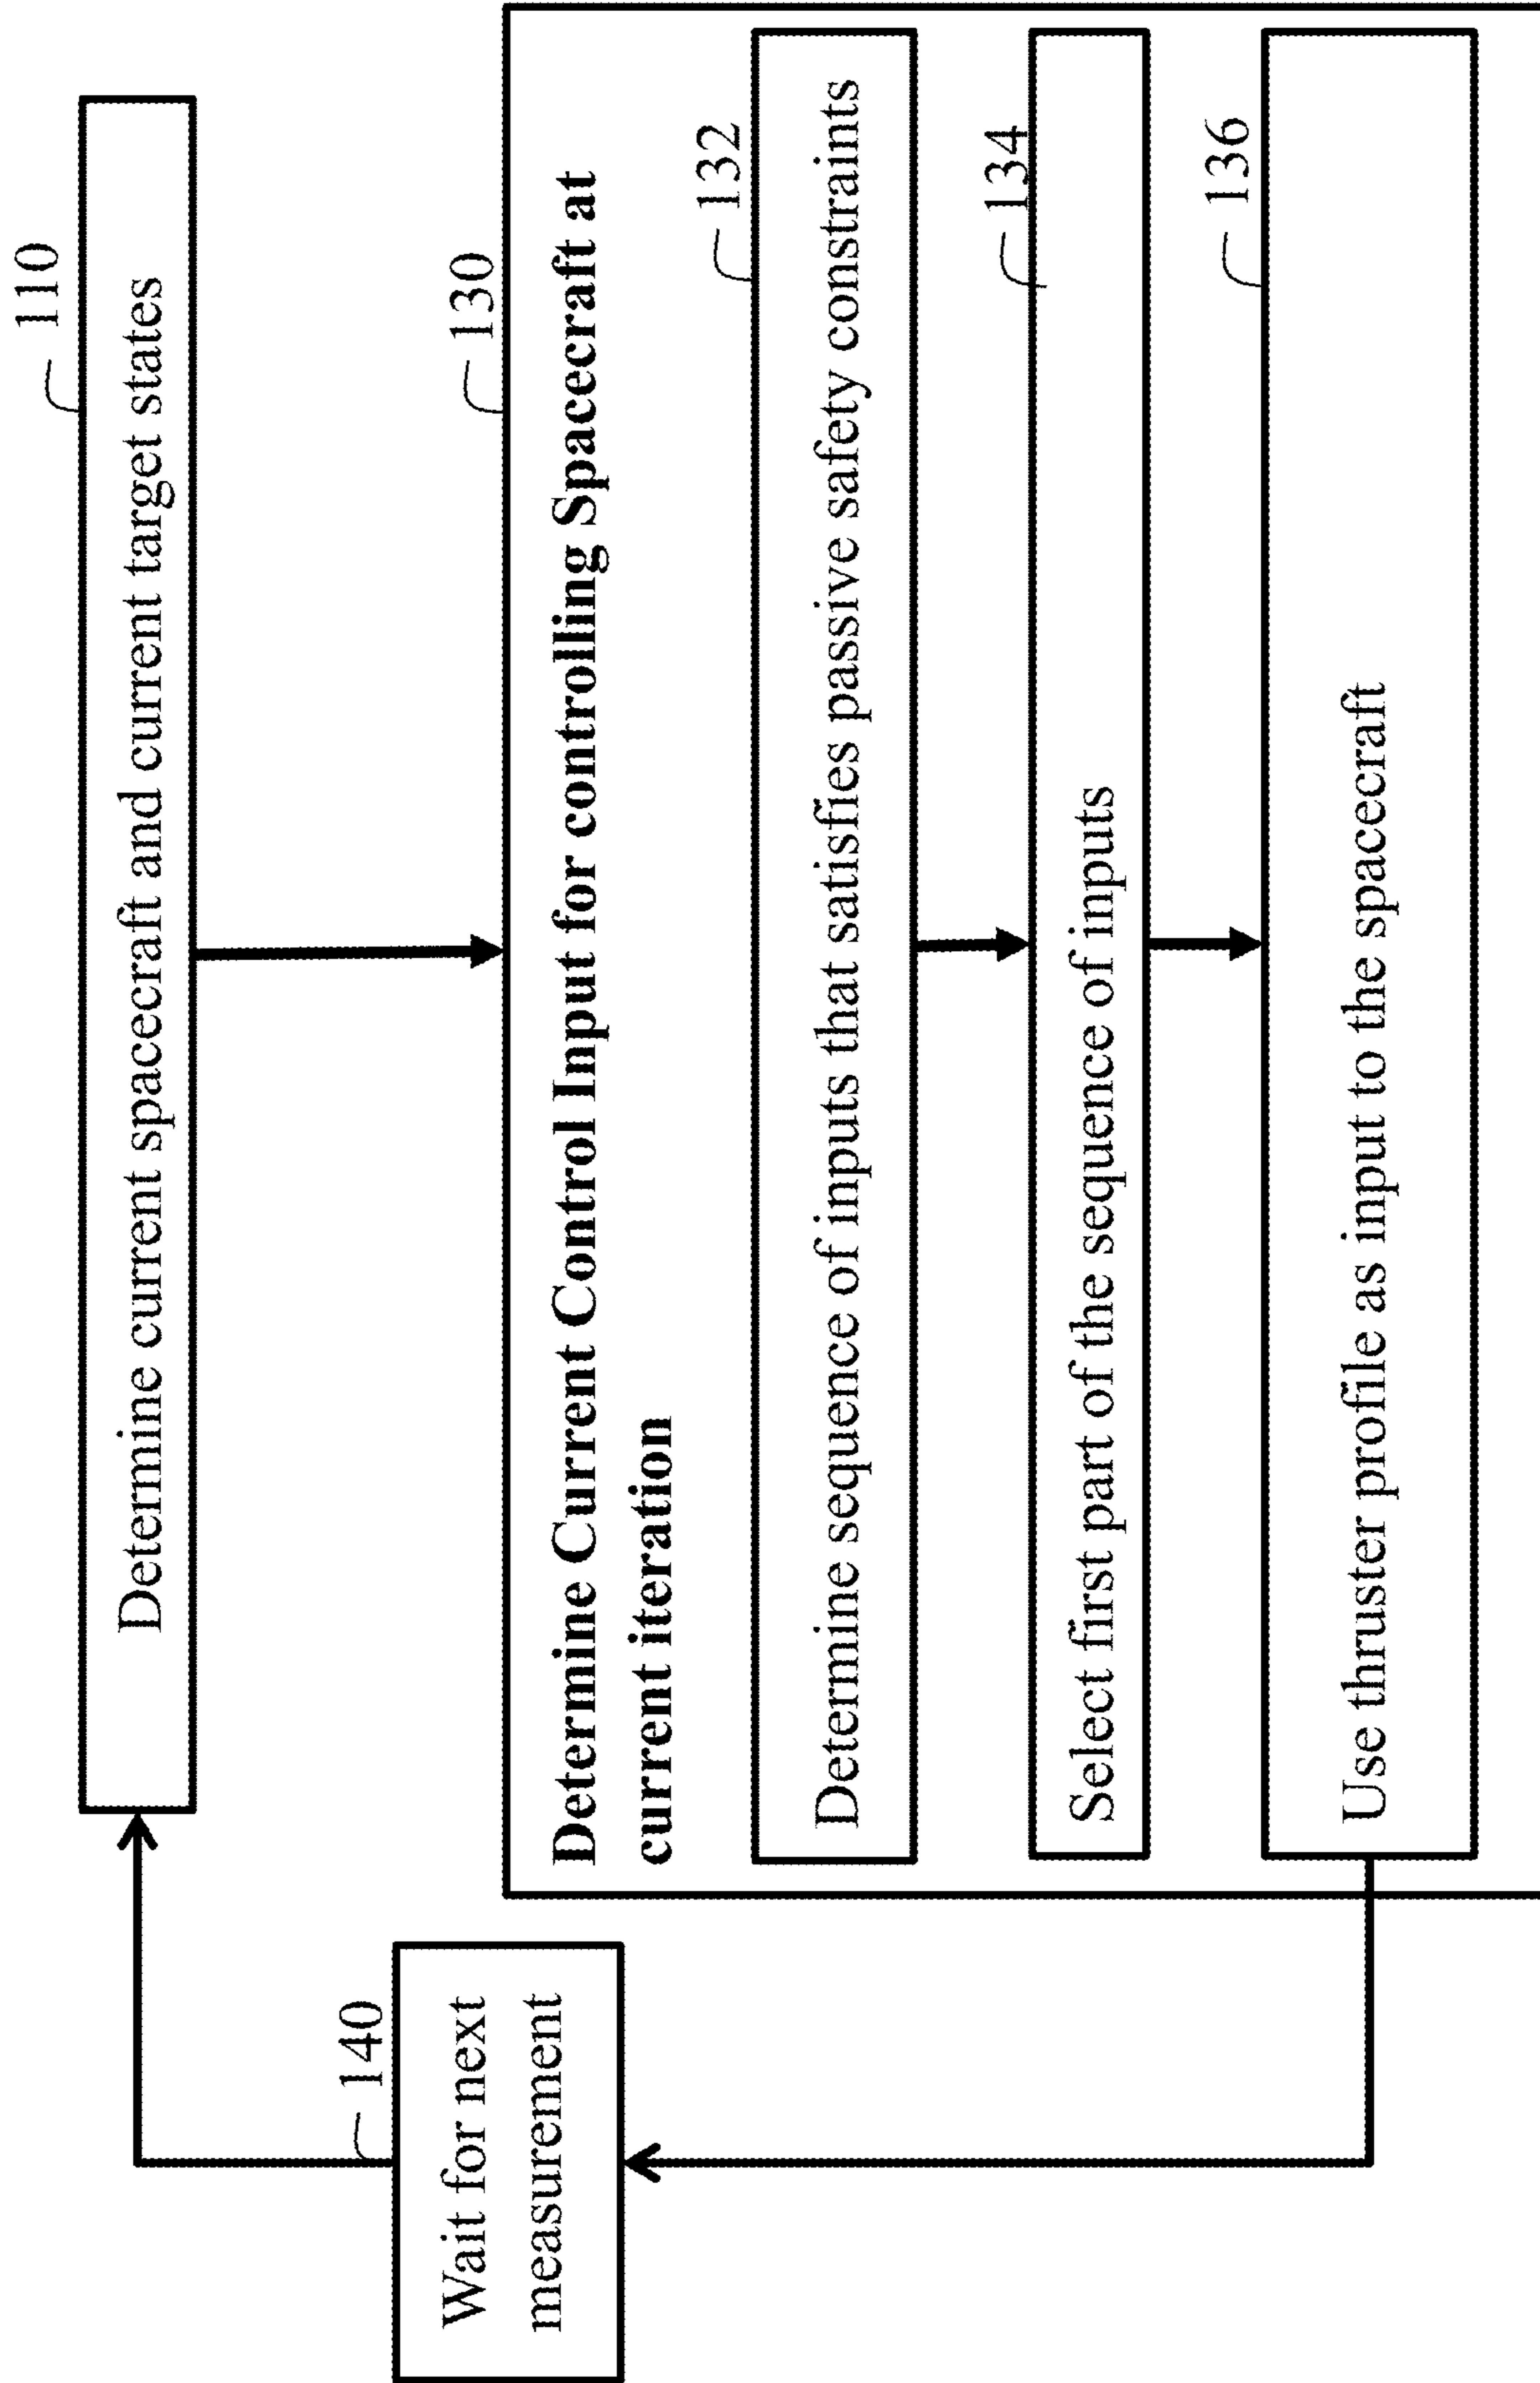 110
Determine current spacecraft and current target states
130
Determine Current Control Input for controlling Spacecraft at
current iteration
132
Determine sequence of inputs that satisfies passive safety constraints
134
Select first part of the sequence of inputs
136
Use thruster profile as input to the spacecraft
140
Wait for next
measurement